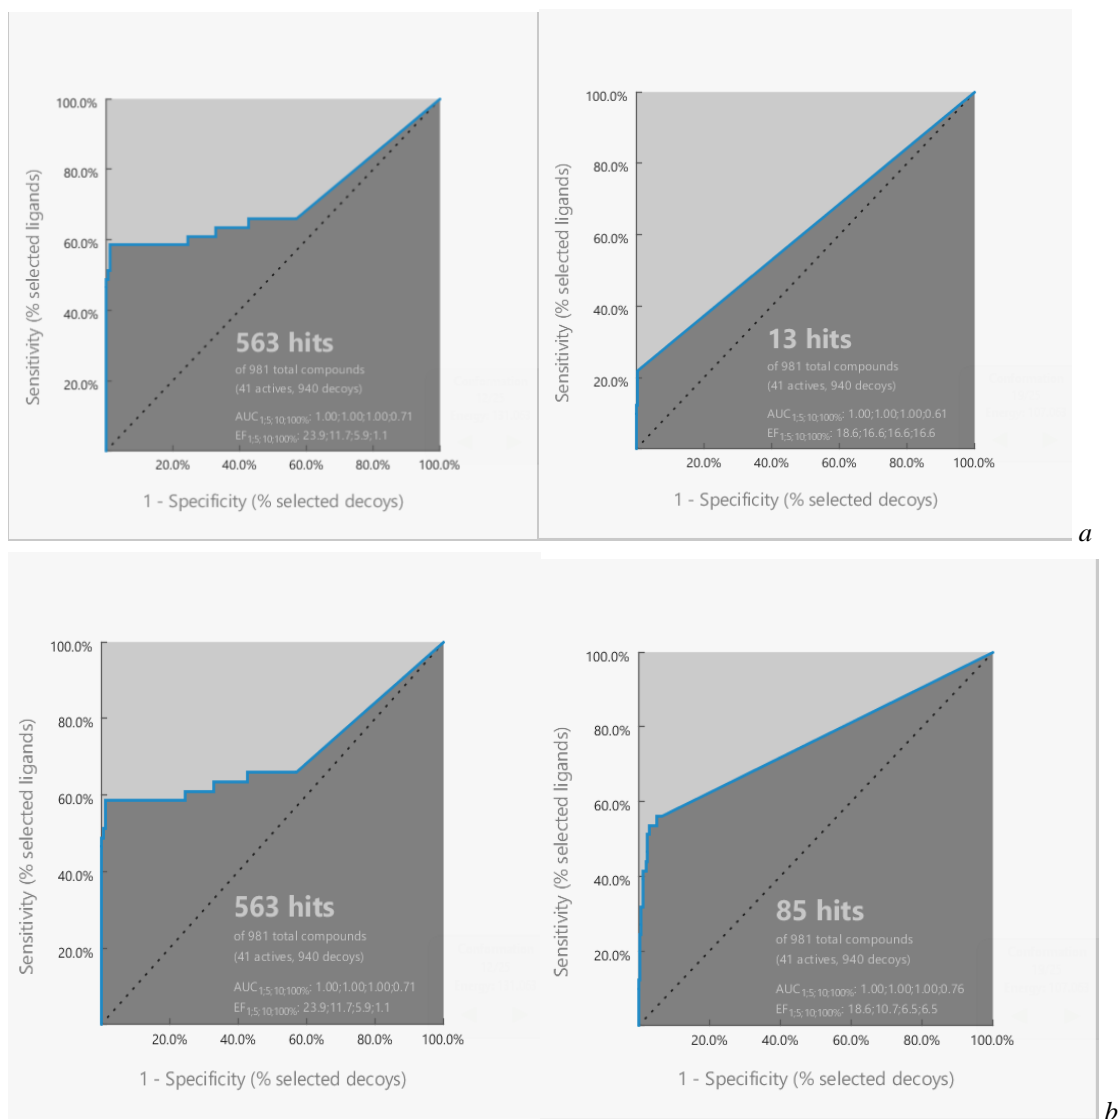 100.0%
80.0%
60.0%
40.0%
20.0%
Sensitivity (% selected ligands)
563 hits
of 981 total compounds
(41 actives, 940 decoys)
AUC1;5;10;100%: 1.00;1.00;1.00;0.71
EF1;5;10;100%: 23.9;11.7;5.9;1.1
20.0% 40.0% 60.0% 80.0% 100.0%
1 - Specificity (% selected decoys)
100.0%
80.0%
60.0%
40.0%
20.0%
Sensitivity (% selected ligands)
13 hits
of 981 total compounds
(41 actives, 940 decoys)
AUC1;5;10;100%: 1.00;1.00;1.00;0.61
EF1;5;10;100%: 18.6;16.6;16.6;16.6
20.0% 40.0% 60.0% 80.0% 100.0%
1 - Specificity (% selected decoys)
a
100.0%
80.0%
60.0%
40.0%
20.0%
Sensitivity (% selected ligands)
563 hits
of 981 total compounds
(41 actives, 940 decoys)
AUC1;5;10;100%: 1.00;1.00;1.00;0.71
EF1;5;10;100%: 23.9;11.7;5.9;1.1
20.0% 40.0% 60.0% 80.0% 100.0%
1 - Specificity (% selected decoys)
100.0%
80.0%
60.0%
40.0%
20.0%
Sensitivity (% selected ligands)
85 hits
of 981 total compounds
(41 actives, 940 decoys)
AUC1;5;10;100%: 1.00;1.00;1.00;0.76
EF1;5;10;100%: 18.6;10.7;6.5;6.5
20.0% 40.0% 60.0% 80.0% 100.0%
1 - Specificity (% selected decoys)
b